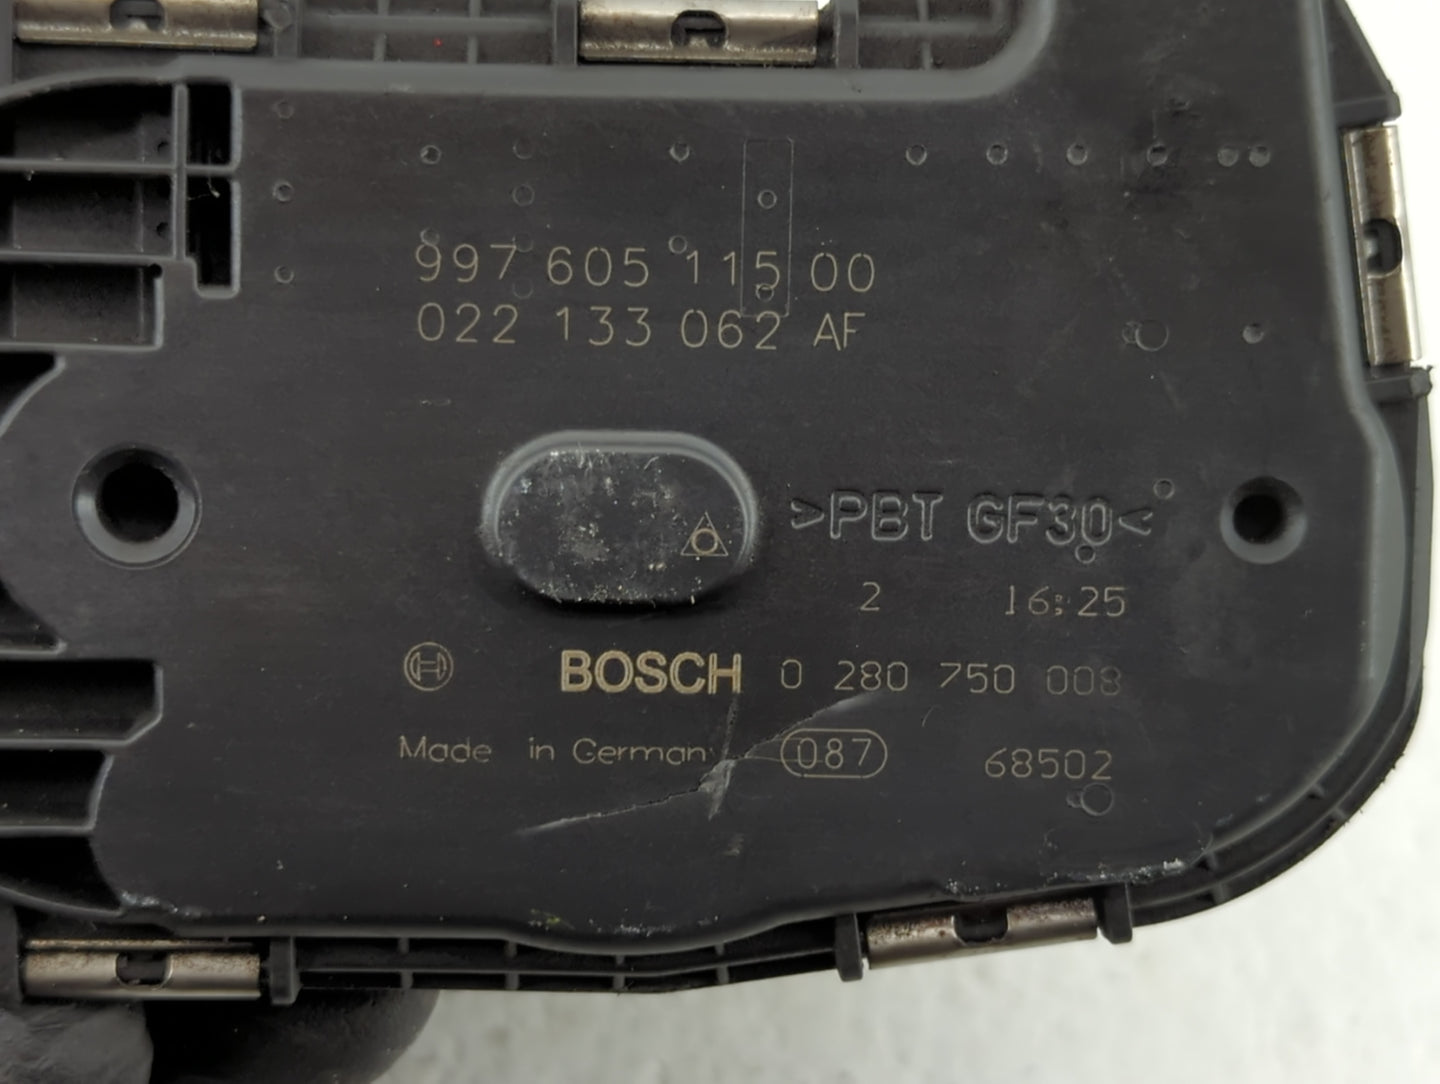 997 605 115 00
022 133 062 AF
>PBT GF30<
2 16:25
BOSCH 0 280 750 008
Made in Germany 087 68502